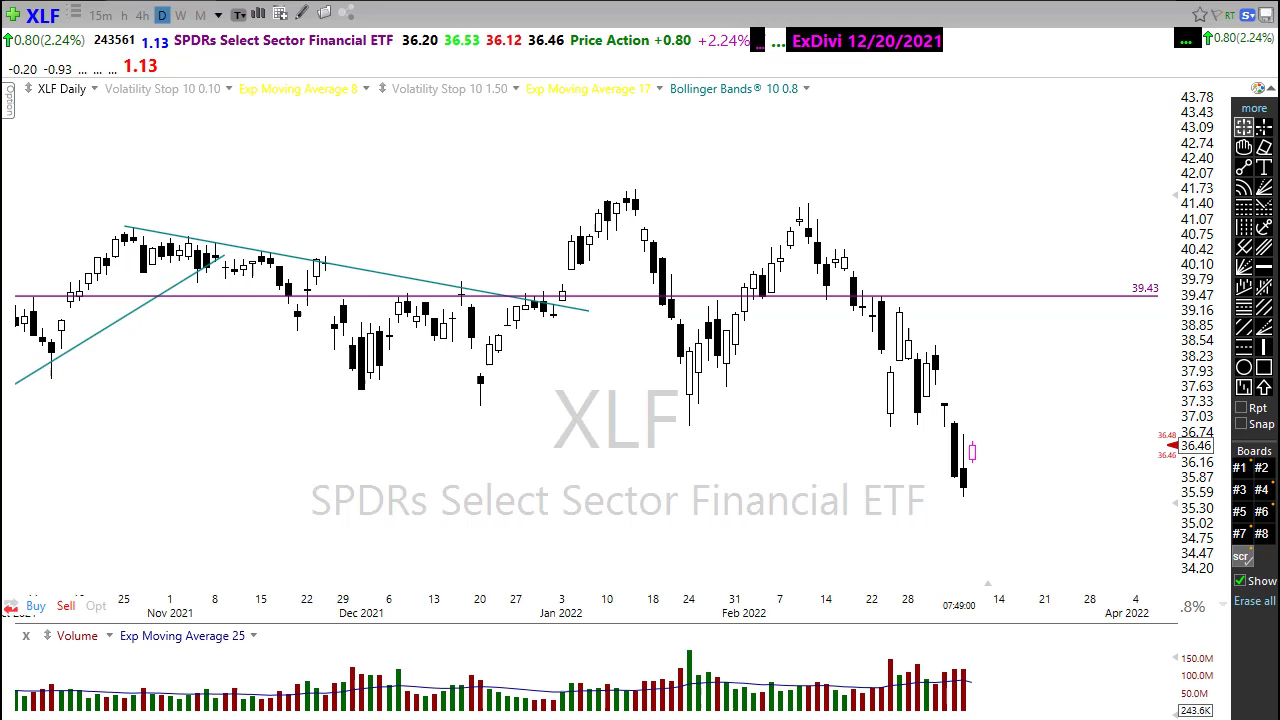 XLF 15m h 4h D W M T RT S
0.80(2.24%) 243561 1.13 SPDRs Select Sector Financial ETF 36.20 36.53 36.12 36.46 Price Action +0.80 +2.24% ... ... ExDivi 12/20/2021 ... 0.80(2.24%)
-0.20 -0.93 ... ... ... 1.13
Option
XLF Daily Volatility Stop 10 0.10 Exp Moving Average 8 Volatility Stop 10 1.50 Exp Moving Average 17 Bollinger Bands® 10 0.8
43.78
43.43
43.09
42.74
42.40
42.07
41.73
41.40
41.07
40.75
40.42
40.10
39.79
39.43
39.47
39.16
38.85
38.54
38.23
37.93
37.63
37.33
37.03
36.74
36.48
36.46
36.46
36.16
35.87
35.59
35.30
35.02
34.75
34.47
34.20
XLF
SPDRs Select Sector Financial ETF
more
T
Rpt
Snap
Boards
#1 #2
#3 #4
#5 #6
#7 #8
scr
Show
Erase all
25 1 8 15 22 29 6 13 20 27 3 10 18 24 31 7 14 22 28 07:49:00 14 21 28 4
Buy Sell Opt
Nov 2021 Dec 2021 Jan 2022 Feb 2022 Apr 2022
.8%
x Volume Exp Moving Average 25
150.0M
100.0M
50.0M
243.6K